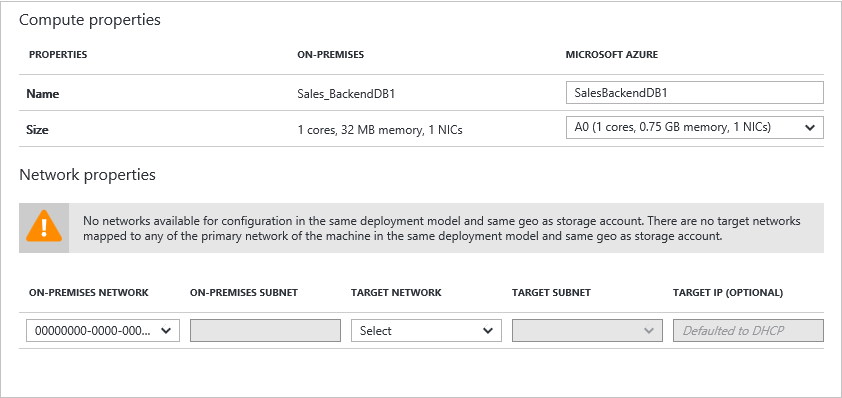 Compute properties
PROPERTIES ON-PREMISES MICROSOFT AZURE
Name Sales_BackendDB1 SalesBackendDB1
Size 1 cores, 32 MB memory, 1 NICs A0 (1 cores, 0.75 GB memory, 1 NICs)
Network properties
No networks available for configuration in the same deployment model and same geo as storage account. There are no target networks
mapped to any of the primary network of the machine in the same deployment model and same geo as storage account.
ON-PREMISES NETWORK ON-PREMISES SUBNET TARGET NETWORK TARGET SUBNET TARGET IP (OPTIONAL)
00000000-0000-000... Select Defaulted to DHCP